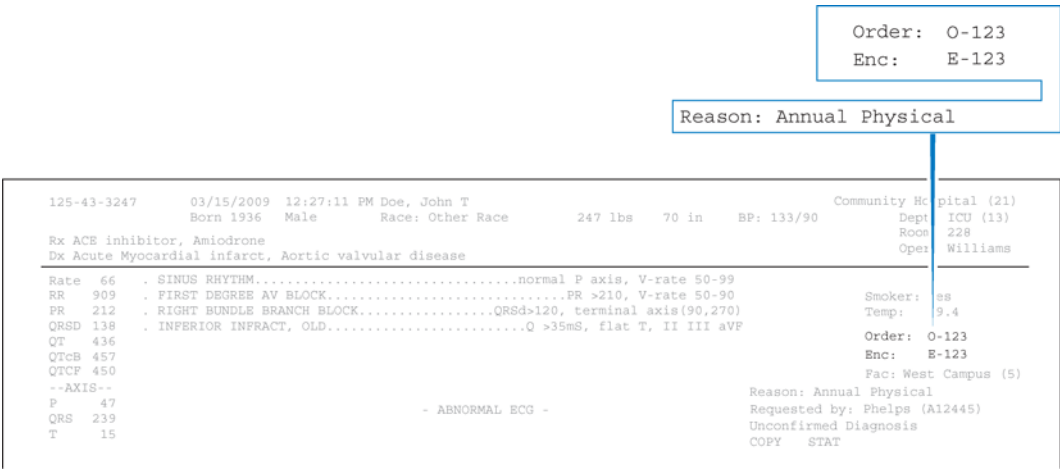 Order: O-123
Enc: E-123
Reason: Annual Physical
125-43-3247 03/15/2009 12:27:11 PM Doe, John T Community Ho pital (21)
Born 1936 Male Race: Other Race 247 lbs 70 in BP: 133/90 Dept ICU (13)
Room 228
Rx ACE inhibitor, Amiodrone
Oper Williams
Dx Acute Myocardial infarct, Aortic valvular disease
Rate 66 . SINUS RHYTHM.................................normal P axis, V-rate 50-99
RR 909 . FIRST DEGREE AV BLOCK..............................PR >210, V-rate 50-90 Smoker: es
PR 212 . RIGHT BUNDLE BRANCH BLOCK.................QRSd>120, terminal axis(90,270) Temp: 9.4
QRSD 138 . INFERIOR INFRACT, OLD.........................Q >35mS, flat T, II III aVF
QT 436 Order: O-123
QTcB 457 Enc: E-123
QTCF 450 Fac: West Campus (5)
--AXIS--
Reason: Annual Physical
P 47 - ABNORMAL ECG - Requested by: Phelps (A12445)
QRS 239 Unconfirmed Diagnosis
T 15 COPY STAT